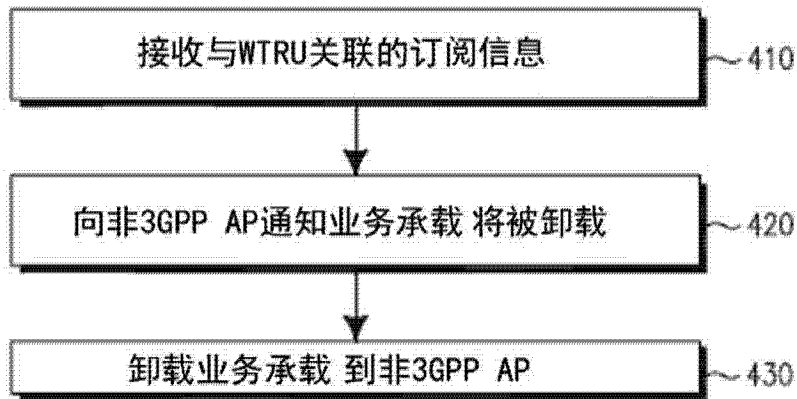 接收与WTRU关联的订阅信息
410
向非3GPP AP通知业务承载 将被卸载
420
卸载业务承载 到非3GPP AP
430